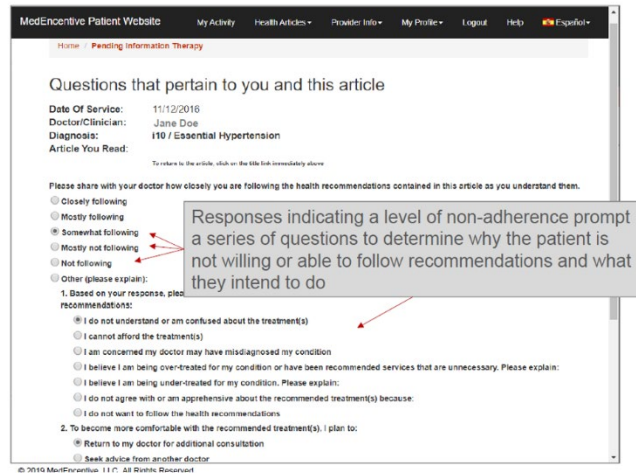 MedEncentive Patient Website My Activity Health Articles Provider Info My Profile Logout Help Español
Home / Pending Information Therapy
Questions that pertain to you and this article
Date Of Service: 11/12/2016
Doctor/Clinician: Jane Doe
Diagnosis: i10 / Essential Hypertension
Article You Read:
To return to the article, click on the title link immediately above
Please share with your doctor how closely you are following the health recommendations contained in this article as you understand them.
Closely following
Mostly following
Somewhat following
Mostly not following
Not following
Other (please explain):
Responses indicating a level of non-adherence prompt
a series of questions to determine why the patient is
not willing or able to follow recommendations and what
they intend to do
1. Based on your response, plea
recommendations:
I do not understand or am confused about the treatment(s)
I cannot afford the treatment(s)
I am concerned my doctor may have misdiagnosed my condition
I believe I am being over-treated for my condition or have been recommended services that are unnecessary. Please explain:
I believe I am being under-treated for my condition. Please explain:
I do not agree with or am apprehensive about the recommended treatment(s) because:
I do not want to follow the health recommendations
2. To become more comfortable with the recommended treatment(s). I plan to:
Return to my doctor for additional consultation
Seek advice from another doctor
© 2019 MedEncentive, LLC. All Rights Reserved